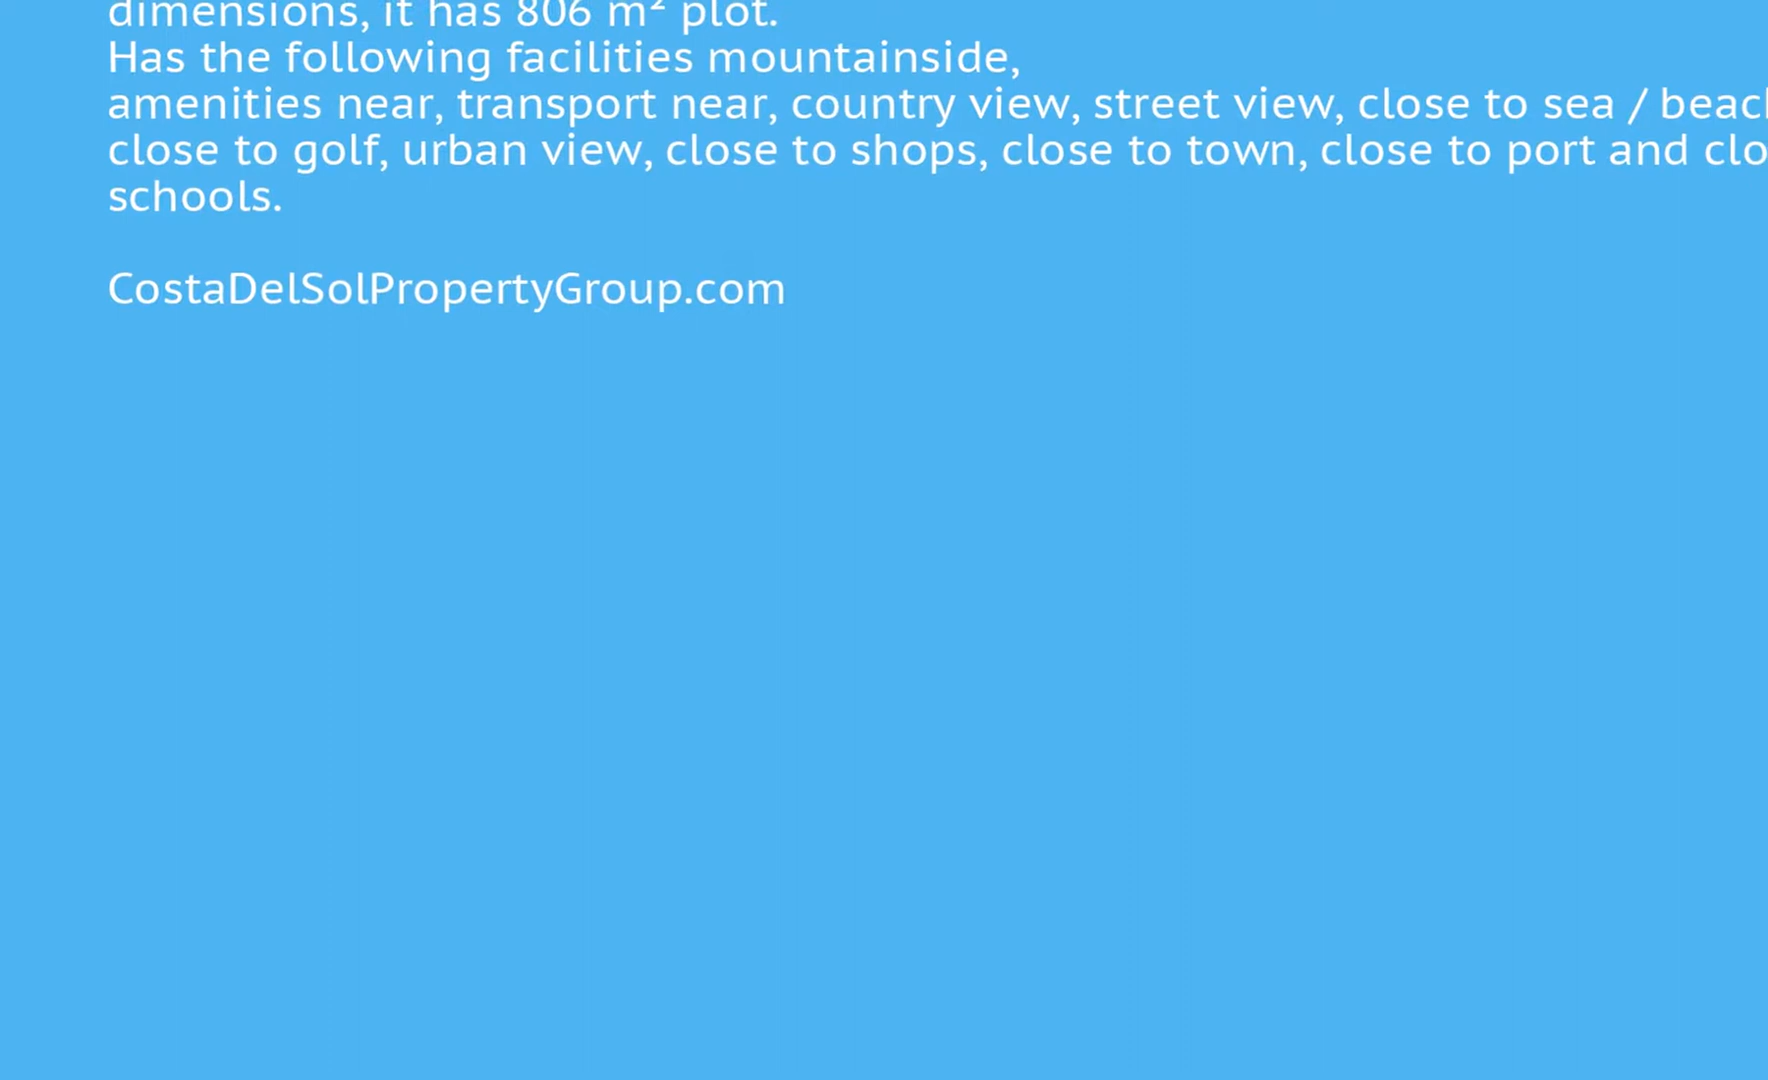 dimensions, it has 806 m² plot.
Has the following facilities mountainside,
amenities near, transport near, country view, street view, close to sea /
close to golf, urban view, close to shops, close to town, close to port and
schools.
CostaDelSolPropertyGroup.com